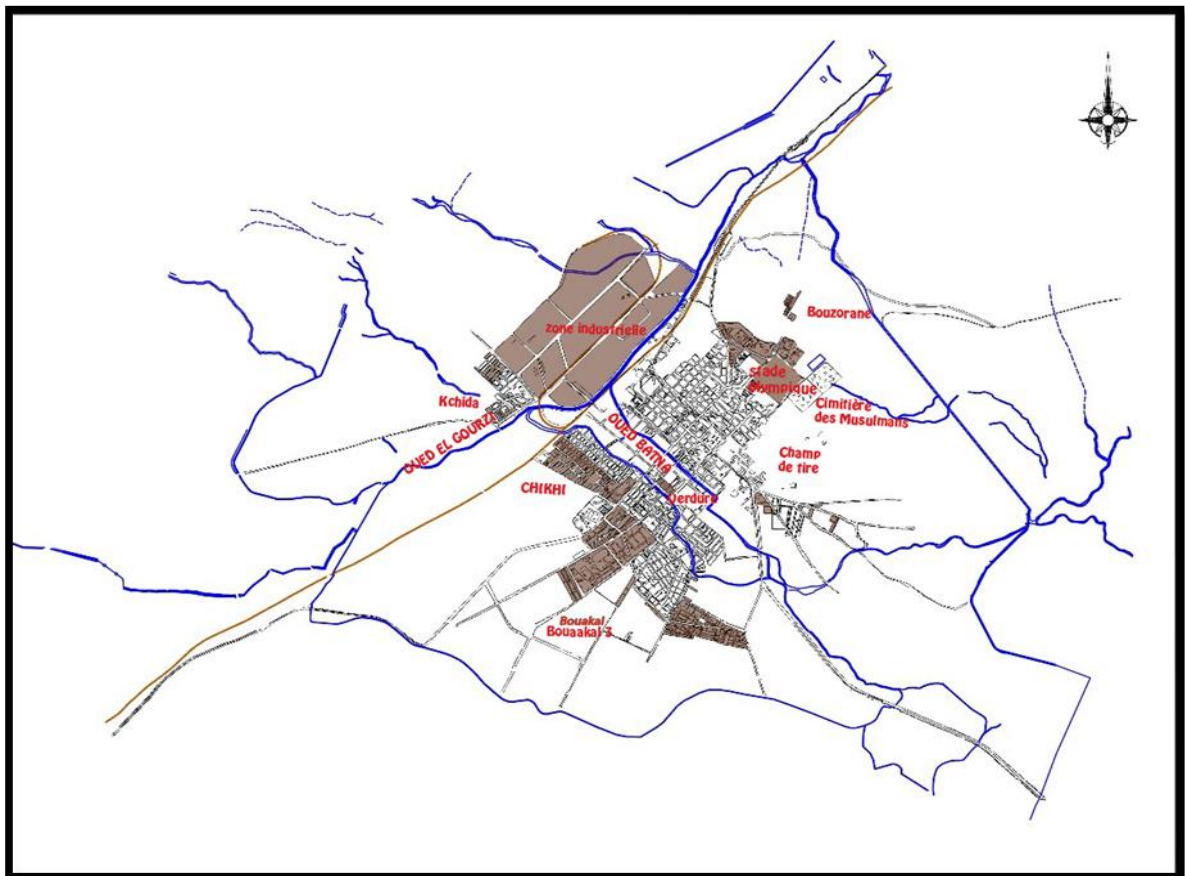 Bouzorane
zone industrielle
stade
olympique
Kchida
Cimitière
des Musulmans
OUED EL GOURZI
OUED BATNA
Champ
de tire
CHIKHI
Verdure
Bouakal
Bouaakal 3